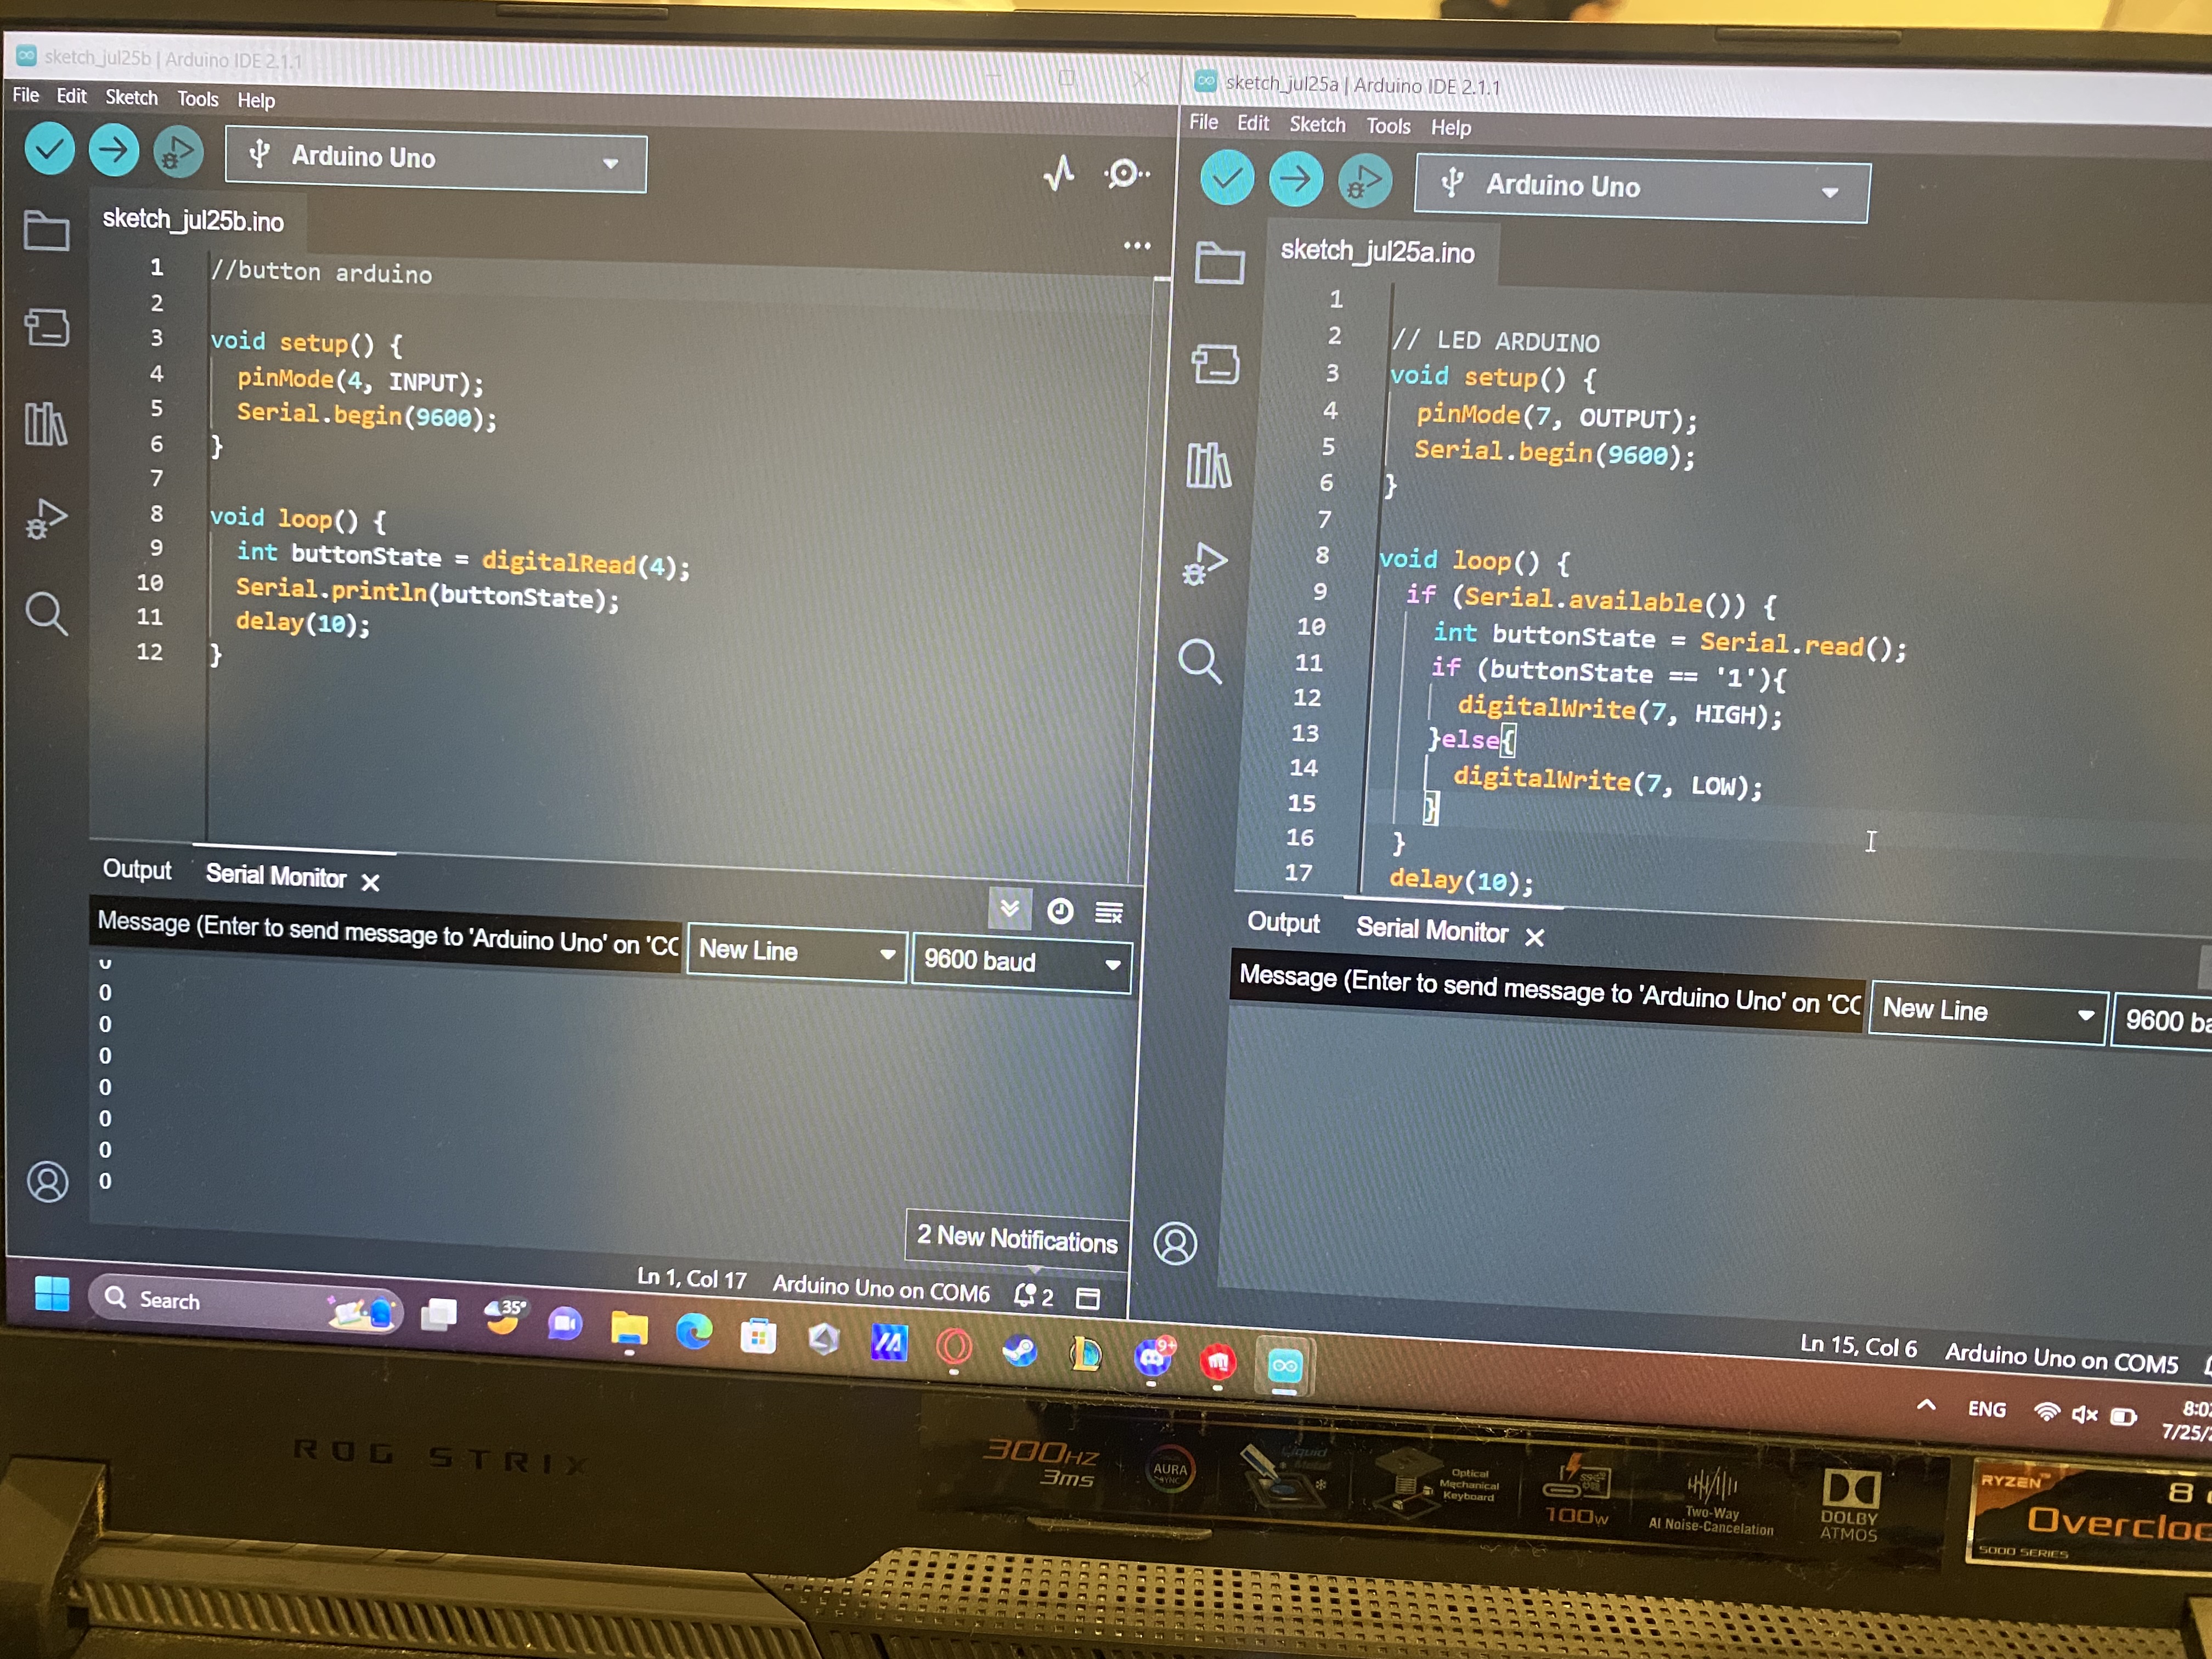 sketch_jul25b | Arduino IDE 2.1.1
File Edit Sketch Tools Help
Arduino Uno
sketch_jul25b.ino
1 //button arduino
2
3 void setup() {
4 pinMode(4, INPUT);
5 Serial.begin(9600);
6 }
7
8 void loop() {
9 int buttonState = digitalRead(4);
10 Serial.println(buttonState);
11 delay(10);
12 }
Output Serial Monitor
Message (Enter to send message to 'Arduino Uno' on 'CO
New Line
9600 baud
0
0
0
0
0
0
0
2 New Notifications
Ln 1, Col 17 Arduino Uno on COM6 2
sketch_jul25a | Arduino IDE 2.1.1
File Edit Sketch Tools Help
Arduino Uno
sketch_jul25a.ino
1
2 // LED ARDUINO
3 void setup() {
4 pinMode(7, OUTPUT);
5 Serial.begin(9600);
6 }
7
8 void loop() {
9 if (Serial.available()) {
10 int buttonState = Serial.read();
11 if (buttonState == '1'){
12 digitalWrite(7, HIGH);
13 }else{
14 digitalWrite(7, LOW);
15 }
16 }
17 delay(10);
Output Serial Monitor
Message (Enter to send message to 'Arduino Uno' on 'CO
New Line
9600 ba
Ln 15, Col 6 Arduino Uno on COM5
Search
35°
9+
ENG
8:02
7/25/
ROG STRIX
300HZ
3ms
AURA
SYNC
Liquid
Metal
Optical
Mechanical
Keyboard
100W
Two-Way
AI Noise-Cancelation
DOLBY
ATMOS
RYZEN
8
Overcloc
5000 SERIES